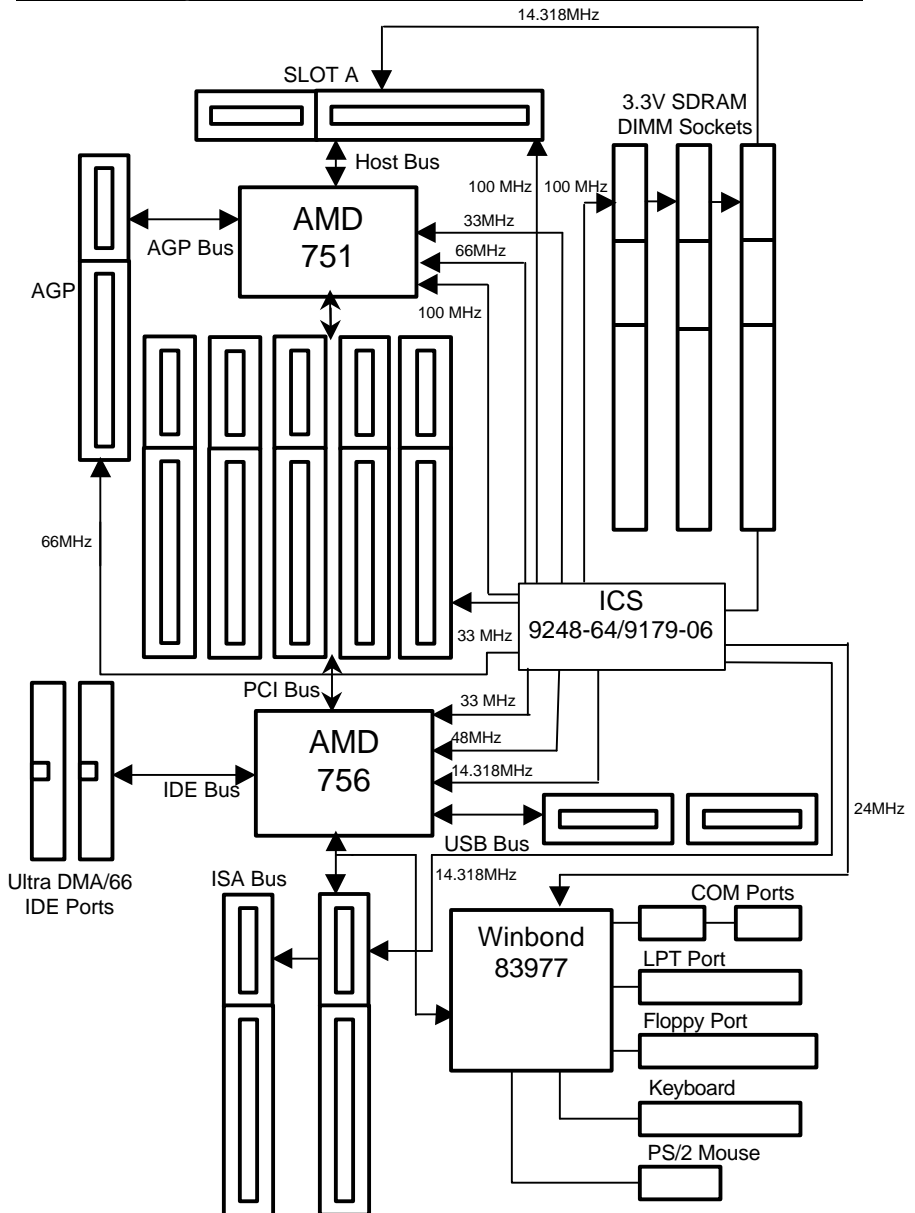 14.318MHz
SLOT A
3.3V SDRAM
DIMM Sockets
Host Bus
100 MHz
100 MHz
AMD
751
33MHz
66MHz
100 MHz
AGP Bus
AGP
66MHz
ICS
9248-64/9179-06
33 MHz
PCI Bus
33 MHz
AMD
756
48MHz
14.318MHz
IDE Bus
24MHz
USB Bus
Ultra DMA/66
IDE Ports
ISA Bus
14.318MHz
COM Ports
Winbond
83977
LPT Port
Floppy Port
Keyboard
PS/2 Mouse